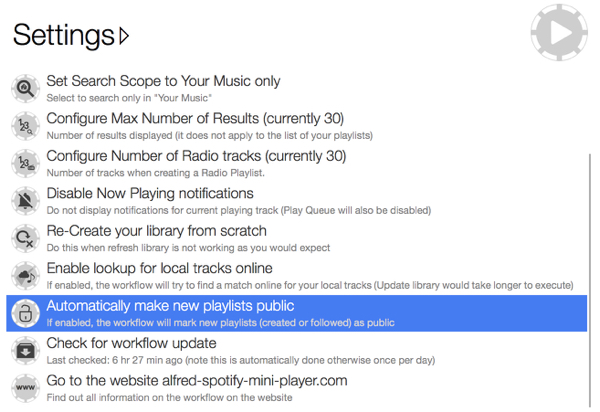 Settings
Set Search Scope to Your Music only
Select to search only in "Your Music"
Configure Max Number of Results (currently 30)
Number of results displayed (it does not apply to the list of your playlists)
Configure Number of Radio tracks (currently 30)
Number of tracks when creating a Radio Playlist.
Disable Now Playing notifications
Do not display notifications for current playing track (Play Queue will also be disabled)
Re-Create your library from scratch
Do this when refresh library is not working as you would expect
Enable lookup for local tracks online
If enabled, the workflow will try to find a match online for your local tracks (Update library would take longer to execute)
Automatically make new playlists public
If enabled, the workflow will mark new playlists (created or followed) as public
Check for workflow update
Last checked: 6 hr 27 min ago (note this is automatically done otherwise once per day)
www
Go to the website alfred-spotify-mini-player.com
Find out all information on the workflow on the website